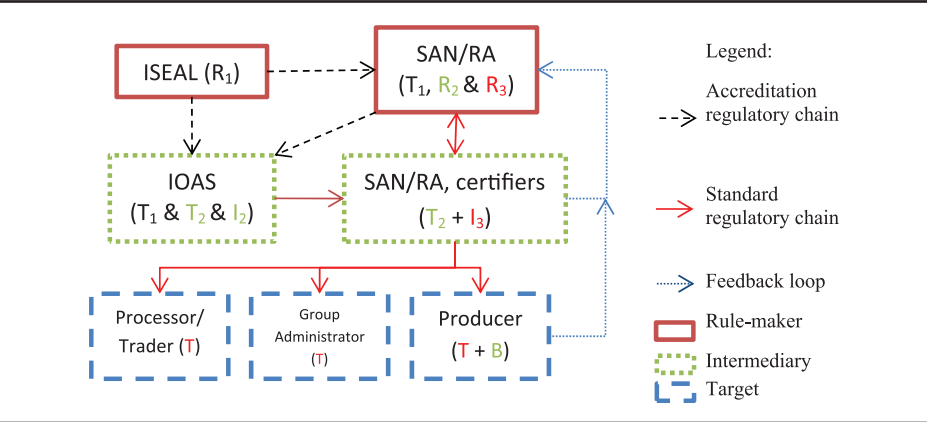 ISEAL (R₁)
SAN/RA
(T₁, R₂ & R₃)
IOAS
(T₁ & T₂ & I₂)
SAN/RA, certifiers
(T₂ + I₃)
Processor/
Trader (T)
Group
Administrator
(T)
Producer
(T + B)
Legend:
Accreditation
regulatory chain
Standard
regulatory chain
Feedback loop
Rule-maker
Intermediary
Target